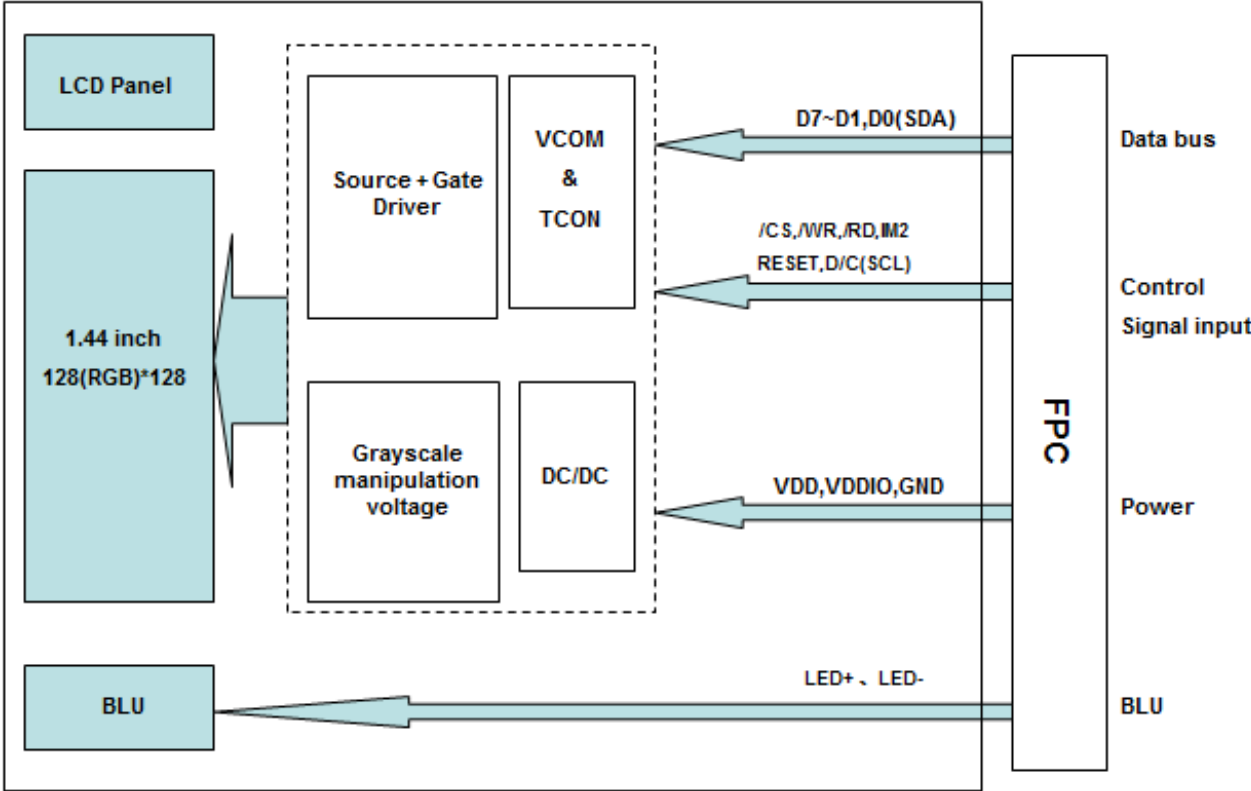 LCD Panel
1.44 inch
128(RGB)*128
BLU
Source + Gate
Driver
VCOM
&
TCON
Grayscale
manipulation
voltage
DC/DC
D7~D1,D0(SDA)
/CS,/WR,/RD,IM2
RESET,D/C(SCL)
VDD,VDDIO,GND
LED+ 、LED-
FPC
Data bus
Control
Signal input
Power
BLU